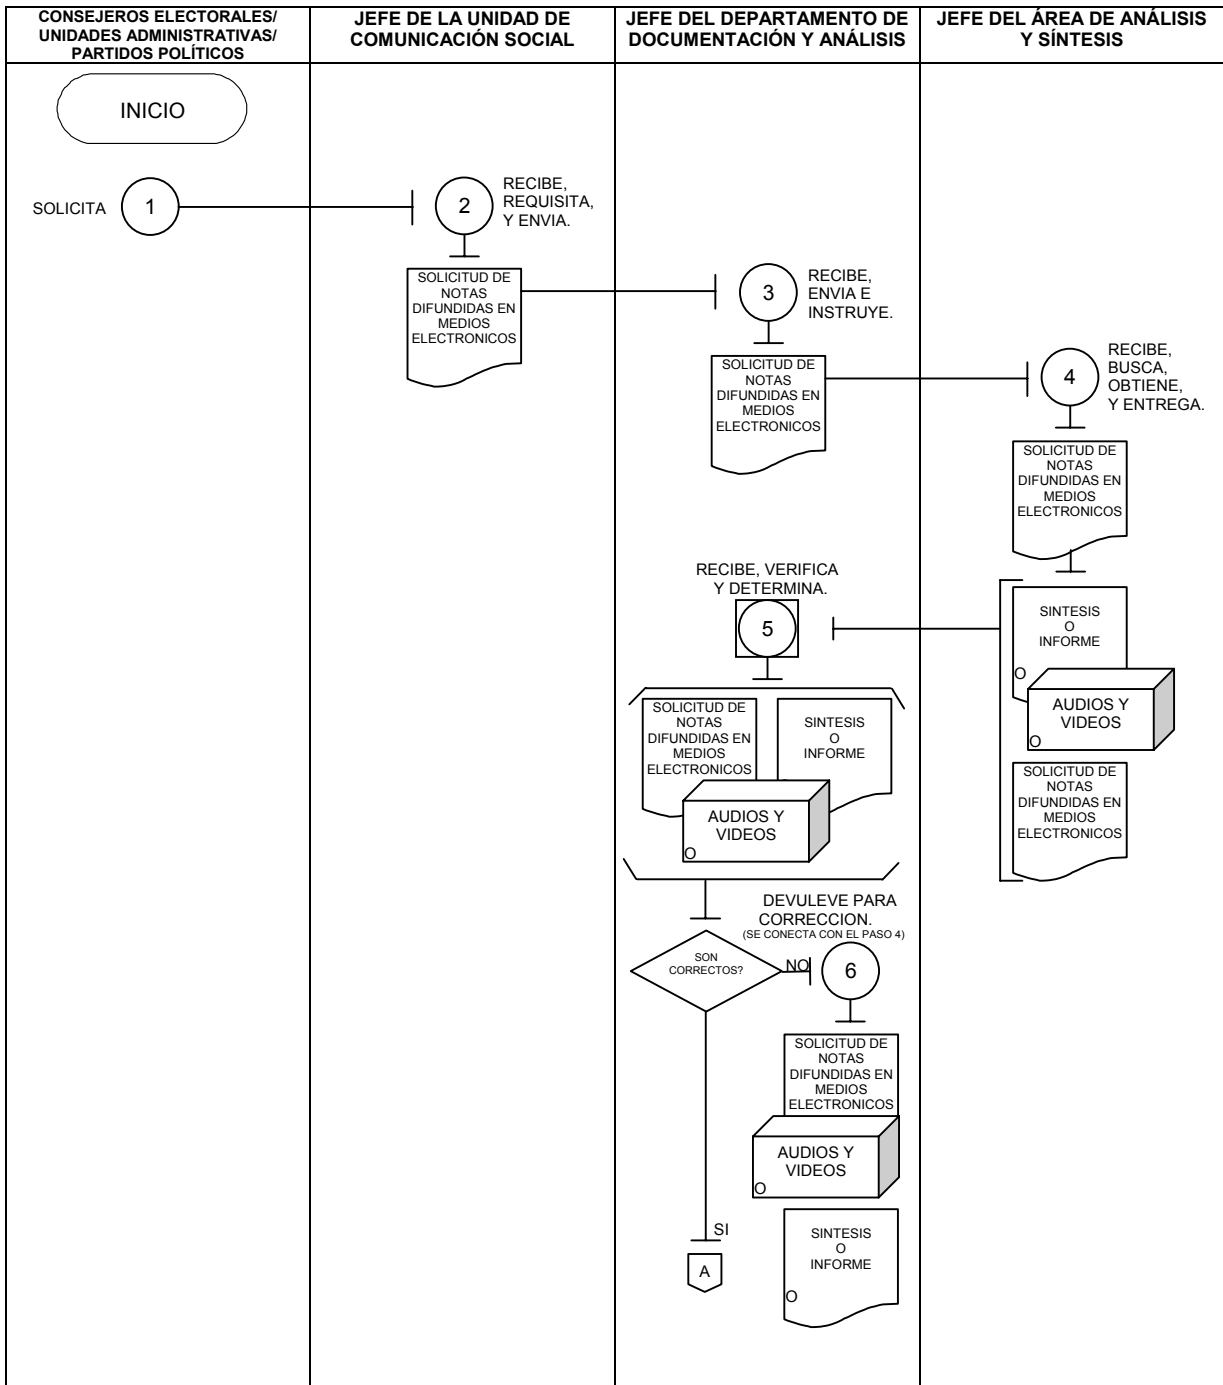 CONSEJEROS ELECTORALES/
UNIDADES ADMINISTRATIVAS/
PARTIDOS POLÍTICOS
JEFE DE LA UNIDAD DE
COMUNICACIÓN SOCIAL
JEFE DEL DEPARTAMENTO DE
DOCUMENTACIÓN Y ANÁLISIS
JEFE DEL ÁREA DE ANÁLISIS
Y SÍNTESIS
INICIO
SOLICITA
1
2
RECIBE,
REQUISITA,
Y ENVIA.
SOLICITUD DE
NOTAS
DIFUNDIDAS EN
MEDIOS
ELECTRONICOS
3
RECIBE,
ENVIA E
INSTRUYE.
SOLICITUD DE
NOTAS
DIFUNDIDAS EN
MEDIOS
ELECTRONICOS
4
RECIBE,
BUSCA,
OBTIENE,
Y ENTREGA.
SOLICITUD DE
NOTAS
DIFUNDIDAS EN
MEDIOS
ELECTRONICOS
SINTESIS
O
INFORME
O
AUDIOS Y
VIDEOS
O
SOLICITUD DE
NOTAS
DIFUNDIDAS EN
MEDIOS
ELECTRONICOS
RECIBE, VERIFICA
Y DETERMINA.
5
SOLICITUD DE
NOTAS
DIFUNDIDAS EN
MEDIOS
ELECTRONICOS
SINTESIS
O
INFORME
AUDIOS Y
VIDEOS
O
SON
CORRECTOS?
NO
DEVULEVE PARA
CORRECCION.
(SE CONECTA CON EL PASO 4)
6
SOLICITUD DE
NOTAS
DIFUNDIDAS EN
MEDIOS
ELECTRONICOS
AUDIOS Y
VIDEOS
O
SINTESIS
O
INFORME
O
SI
A